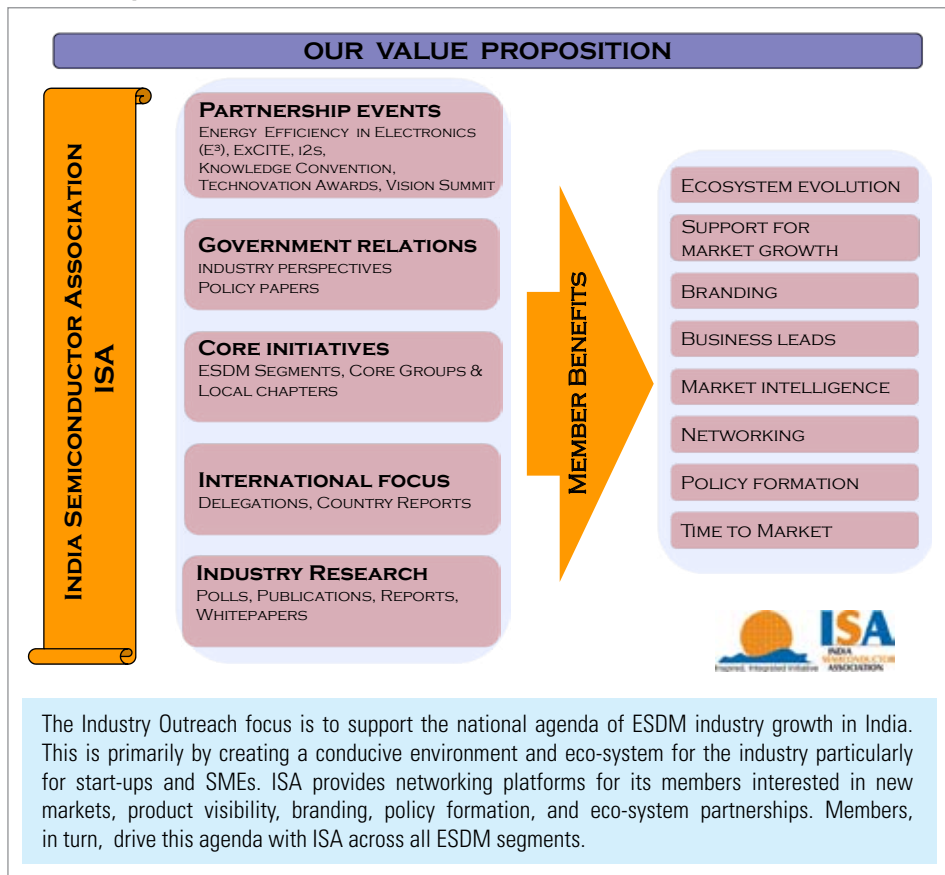 OUR VALUE PROPOSITION
INDIA SEMICONDUCTOR ASSOCIATION
ISA
PARTNERSHIP EVENTS
ENERGY EFFICIENCY IN ELECTRONICS
(E³), EXCITE, I2S,
KNOWLEDGE CONVENTION,
TECHNOVATION AWARDS, VISION SUMMIT
GOVERNMENT RELATIONS
INDUSTRY PERSPECTIVES
POLICY PAPERS
CORE INITIATIVES
ESDM SEGMENTS, CORE GROUPS &
LOCAL CHAPTERS
INTERNATIONAL FOCUS
DELEGATIONS, COUNTRY REPORTS
INDUSTRY RESEARCH
POLLS, PUBLICATIONS, REPORTS,
WHITEPAPERS
MEMBER BENEFITS
ECOSYSTEM EVOLUTION
SUPPORT FOR
MARKET GROWTH
BRANDING
BUSINESS LEADS
MARKET INTELLIGENCE
NETWORKING
POLICY FORMATION
TIME TO MARKET
ISA
INDIA
SEMICONDUCTOR
ASSOCIATION
Inspired, Integrated Initiative
The Industry Outreach focus is to support the national agenda of ESDM industry growth in India.
This is primarily by creating a conducive environment and eco-system for the industry particularly
for start-ups and SMEs. ISA provides networking platforms for its members interested in new
markets, product visibility, branding, policy formation, and eco-system partnerships. Members,
in turn, drive this agenda with ISA across all ESDM segments.